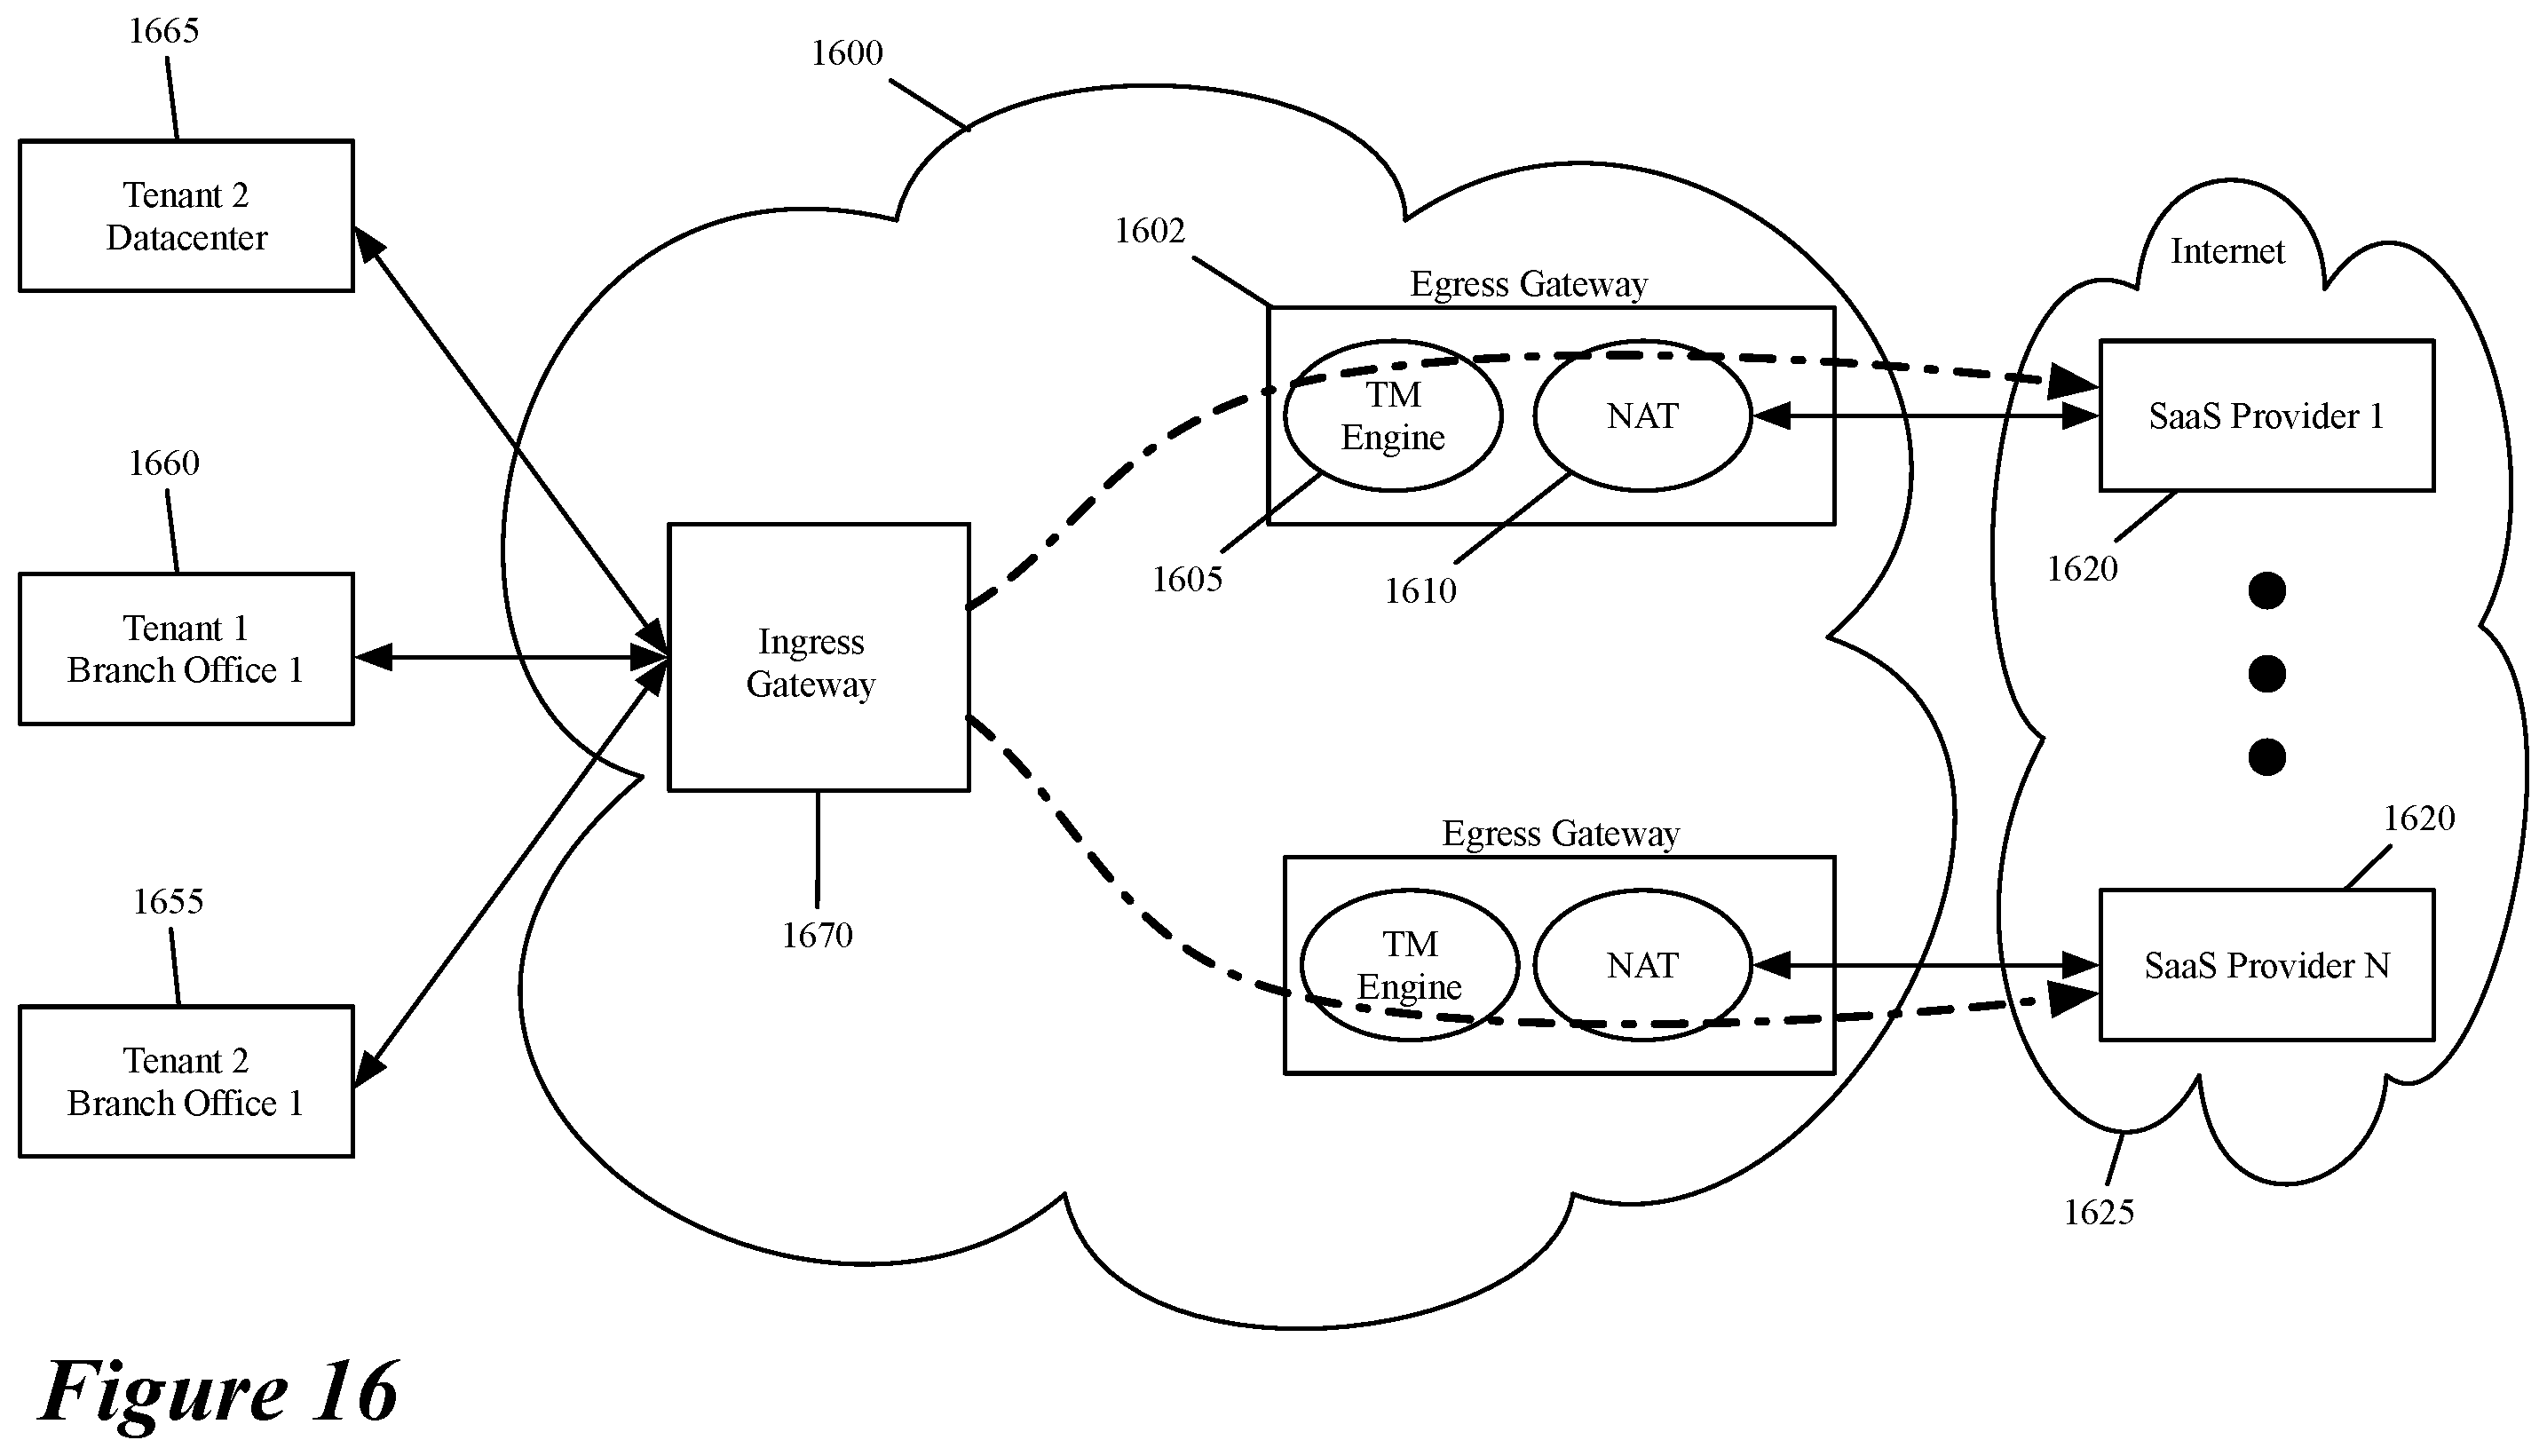 1665
Tenant 2
Datacenter
1660
Tenant 1
Branch Office 1
1655
Tenant 2
Branch Office 1
1600
Ingress
Gateway
1670
1602
Egress Gateway
TM
Engine
NAT
1605
1610
Egress Gateway
TM
Engine
NAT
Internet
SaaS Provider 1
1620
1620
SaaS Provider N
1625
Figure 16